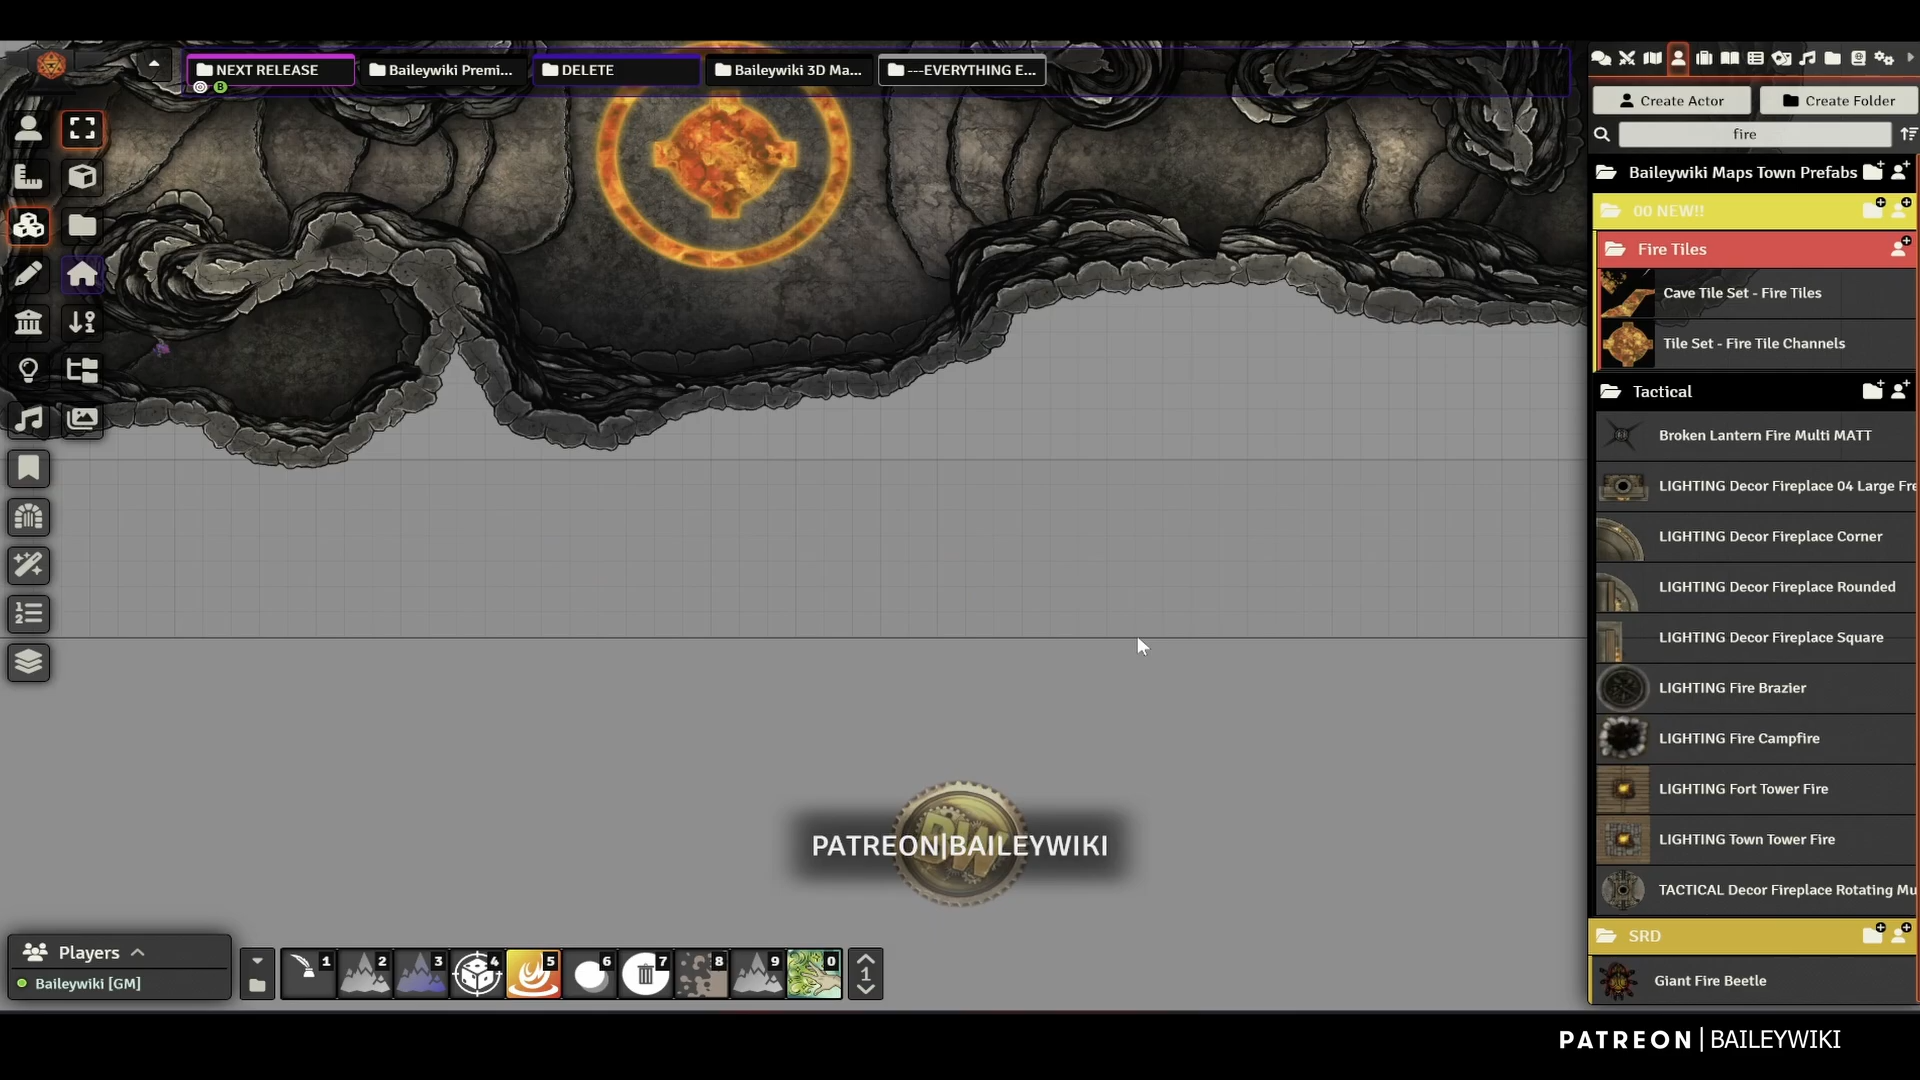 NEXT RELEASE
Baileywiki Premi...
DELETE
Baileywiki 3D Ma...
---EVERYTHING E...
B
Create Actor
Create Folder
fire
Baileywiki Maps Town Prefabs
00 NEW!!
Fire Tiles
Cave Tile Set - Fire Tiles
Tile Set - Fire Tile Channels
Tactical
Broken Lantern Fire Multi MATT
LIGHTING Decor Fireplace 04 Large Fre
LIGHTING Decor Fireplace Corner
LIGHTING Decor Fireplace Rounded
LIGHTING Decor Fireplace Square
LIGHTING Fire Brazier
LIGHTING Fire Campfire
LIGHTING Fort Tower Fire
LIGHTING Town Tower Fire
TACTICAL Decor Fireplace Rotating Mu
SRD
Giant Fire Beetle
PATREON|BAILEYWIKI
Players
Baileywiki [GM]
1 2 3 4 5 6 7 8 9 0
1
PATREON|BAILEYWIKI